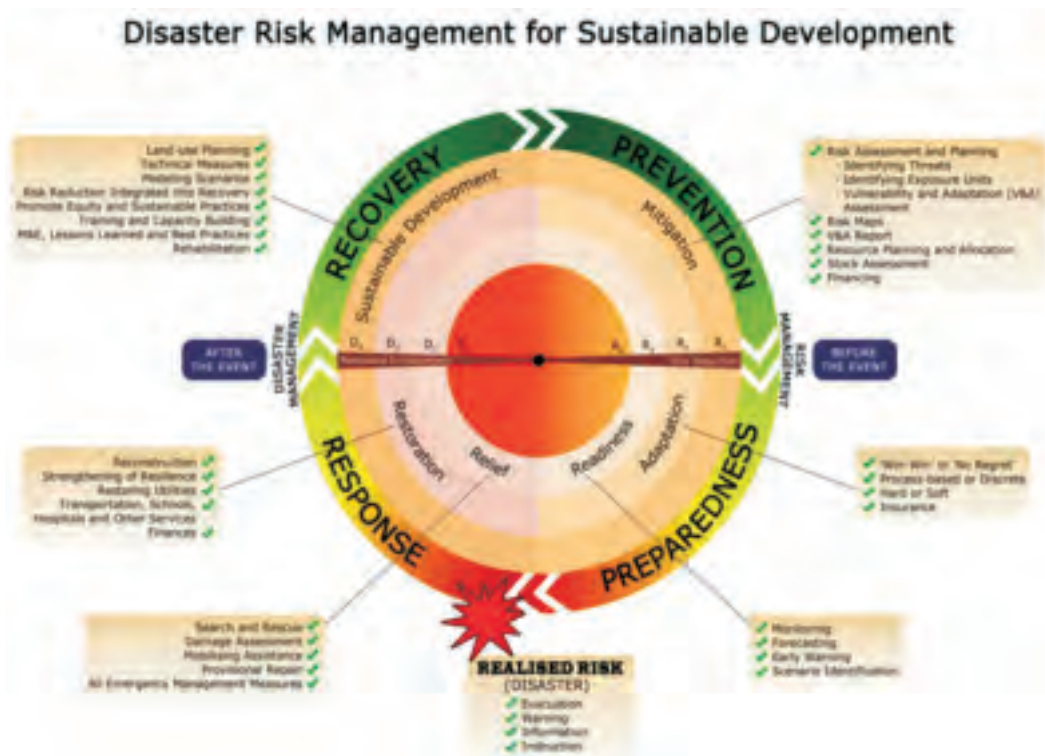 Disaster Risk Management for Sustainable Development
Land-use Planning
Technical Measures
Modeling Scenarios
Risk Reduction Integrated into Recovery
Promote Equity and Sustainable Practices
Training and Capacity Building
M&E, Lessons Learned and Best Practices
Rehabilitation
Risk Assessment and Planning
- Identifying Threats
- Identifying Exposure Units
- Vulnerability and Adaptation (V&A)
Assessment
Risk Maps
V&A Report
Resource Planning and Allocation
Stock Assessment
Financing
RECOVERY
PREVENTION
Sustainable Development
Mitigation
AFTER
THE EVENT
DISASTER
MANAGEMENT
RISK
MANAGEMENT
BEFORE
THE EVENT
Restoration
Relief
Readiness
Adaptation
RESPONSE
PREPAREDNESS
Reconstruction
Strengthening of Resilience
Restoring Utilities
Transportation, Schools,
Hospitals and Other Services
Finances
'Win-Win' or 'No Regret'
Process-based or Discrete
Hard or Soft
Insurance
Search and Rescue
Damage Assessment
Mobilising Assistance
Provisional Repair
All Emergency Management Measures
REALISED RISK
(DISASTER)
Evacuation
Warning
Information
Instruction
Monitoring
Forecasting
Early Warning
Scenario Identification